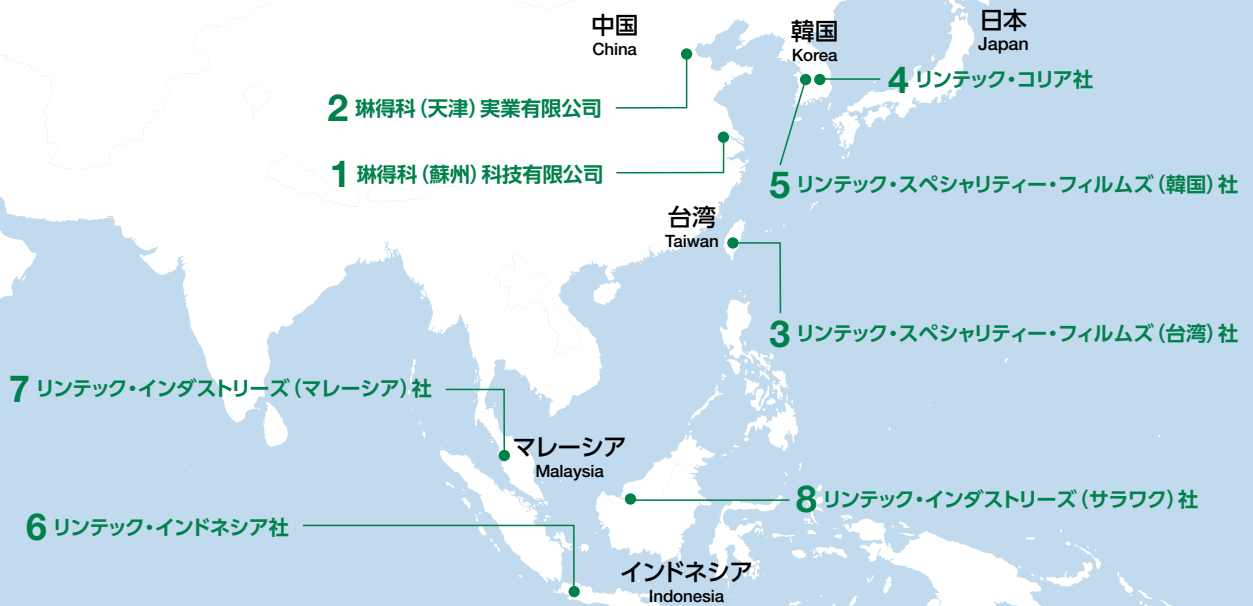 中国
China
韓国
Korea
日本
Japan
4 リンテック・コリア社
2 琳得科(天津)実業有限公司
1 琳得科(蘇州)科技有限公司
5 リンテック・スペシャリティー・フィルムズ(韓国)社
台湾
Taiwan
3 リンテック・スペシャリティー・フィルムズ(台湾)社
7 リンテック・インダストリーズ(マレーシア)社
マレーシア
Malaysia
8 リンテック・インダストリーズ(サラワク)社
6 リンテック・インドネシア社
インドネシア
Indonesia